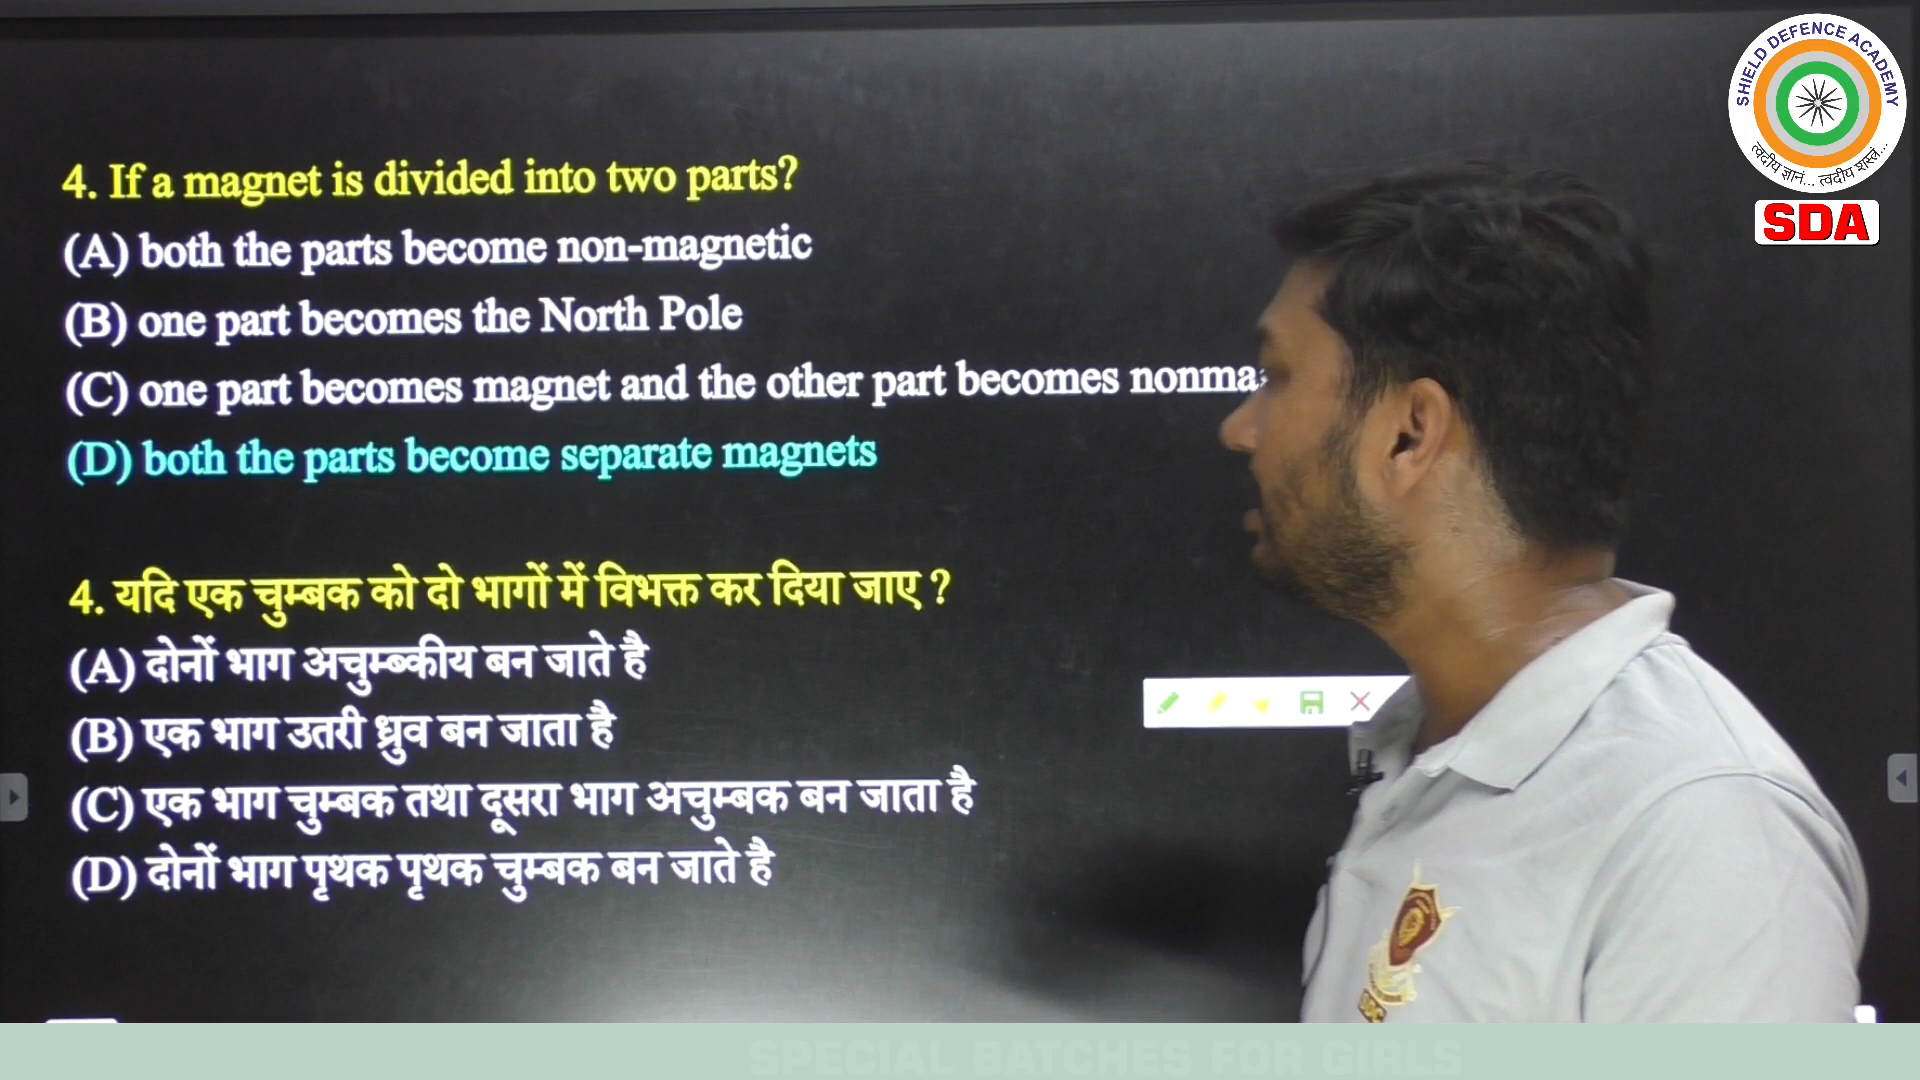 4. If a magnet is divided into two parts?
(A) both the parts become non-magnetic
(B) one part becomes the North Pole
(C) one part becomes magnet and the other part becomes
(D) both the parts become separate magnets
4. यदि एक चुम्बक को दो भागों में विभक्त कर दिया जाए ?
(A) दोनों भाग अचुम्ब्कीय बन जाते है
(B) एक भाग उतरी ध्रुव बन जाता है
(C) एक भाग चुम्बक तथा दूसरा भाग अचुम्बक बन जाता है
(D) दोनों भाग पृथक पृथक चुम्बक बन जाते है
SHIELD DEFENCE ACADEMY
त्वदीय ज्ञानं... त्वदीय शस्त्रं...
SDA
SPECIAL BATCHES FOR GIRLS